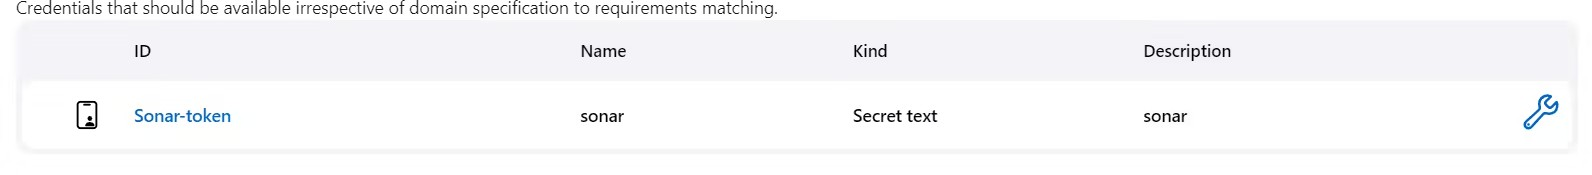 Credentials that should be available irrespective of domain specification to requirements matching.
ID Name Kind Description
Sonar-token sonar Secret text sonar